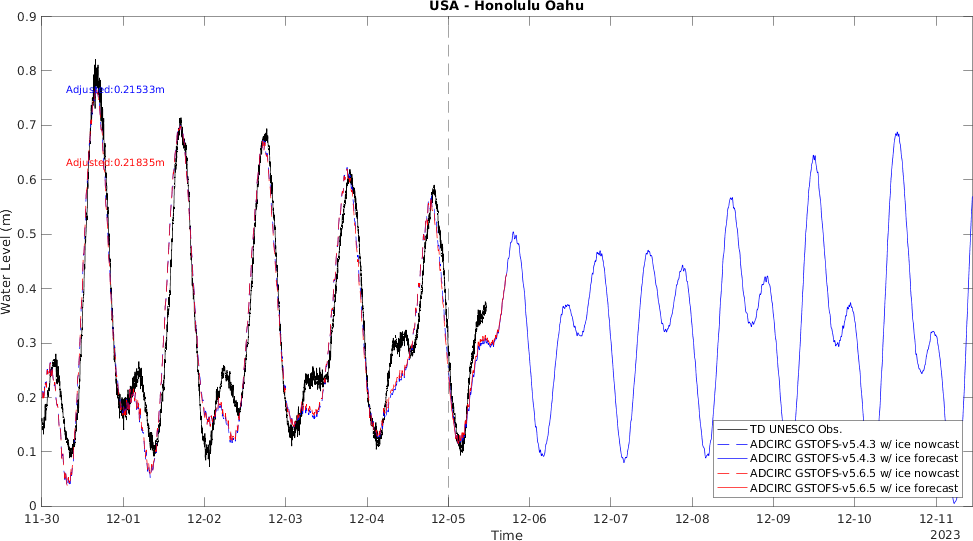 USA - Honolulu Oahu
0.9
0.8
0.7
0.6
0.5
0.4
0.3
0.2
0.1
0
Water Level (m)
Adjusted:0.21533m
Adjusted:0.21835m
TD UNESCO Obs.
ADCIRC GSTOFS-v5.4.3 w/ ice nowcast
ADCIRC GSTOFS-v5.4.3 w/ ice forecast
ADCIRC GSTOFS-v5.6.5 w/ ice nowcast
ADCIRC GSTOFS-v5.6.5 w/ ice forecast
11-30 12-01 12-02 12-03 12-04 12-05 12-06 12-07 12-08 12-09 12-10 12-11
2023
Time